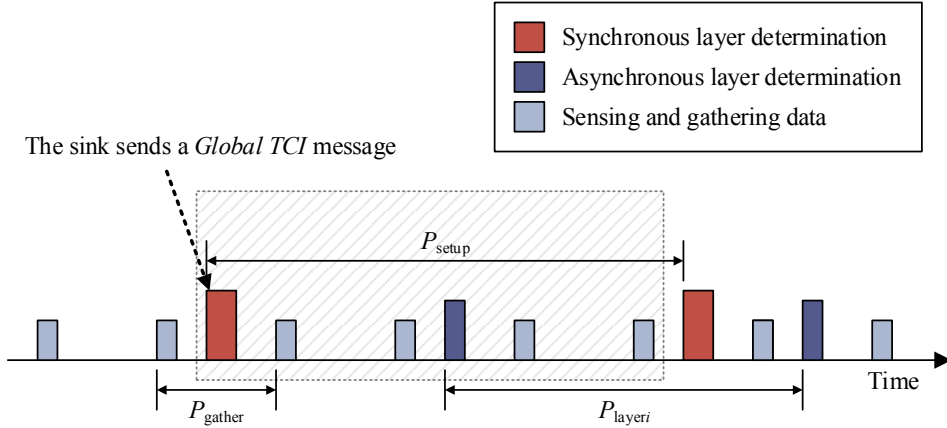 Synchronous layer determination
Asynchronous layer determination
Sensing and gathering data
The sink sends a Global TCI message
P_setup
Time
P_gather
P_layeri